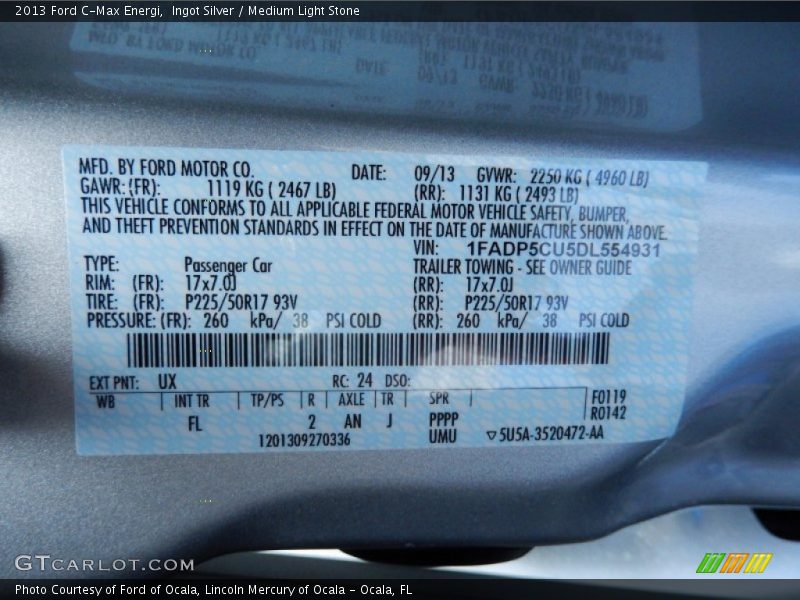 2013 Ford C-Max Energi, Ingot Silver / Medium Light Stone
MFD. BY FORD MOTOR CO. DATE: 09/13 GVWR: 2250 KG ( 4960 LB)
GAWR: (FR): 1119 KG ( 2467 LB) (RR): 1131 KG ( 2493 LB)
THIS VEHICLE CONFORMS TO ALL APPLICABLE FEDERAL MOTOR VEHICLE SAFETY, BUMPER,
AND THEFT PREVENTION STANDARDS IN EFFECT ON THE DATE OF MANUFACTURE SHOWN ABOVE.
VIN: 1FADP5CU5DL554931
TYPE: Passenger Car TRAILER TOWING - SEE OWNER GUIDE
RIM: (FR): 17x7.0J (RR): 17x7.0J
TIRE: (FR): P225/50R17 93V (RR): P225/50R17 93V
PRESSURE: (FR): 260 kPa/ 38 PSI COLD (RR): 260 kPa/ 38 PSI COLD
EXT PNT: UX RC: 24 DSO:
WB INT TR TP/PS R AXLE TR SPR F0119
R0142
FL 2 AN J PPPP
1201309270336 UMU ▽5U5A-3520472-AA
GTCARLOT.COM
Photo Courtesy of Ford of Ocala, Lincoln Mercury of Ocala - Ocala, FL